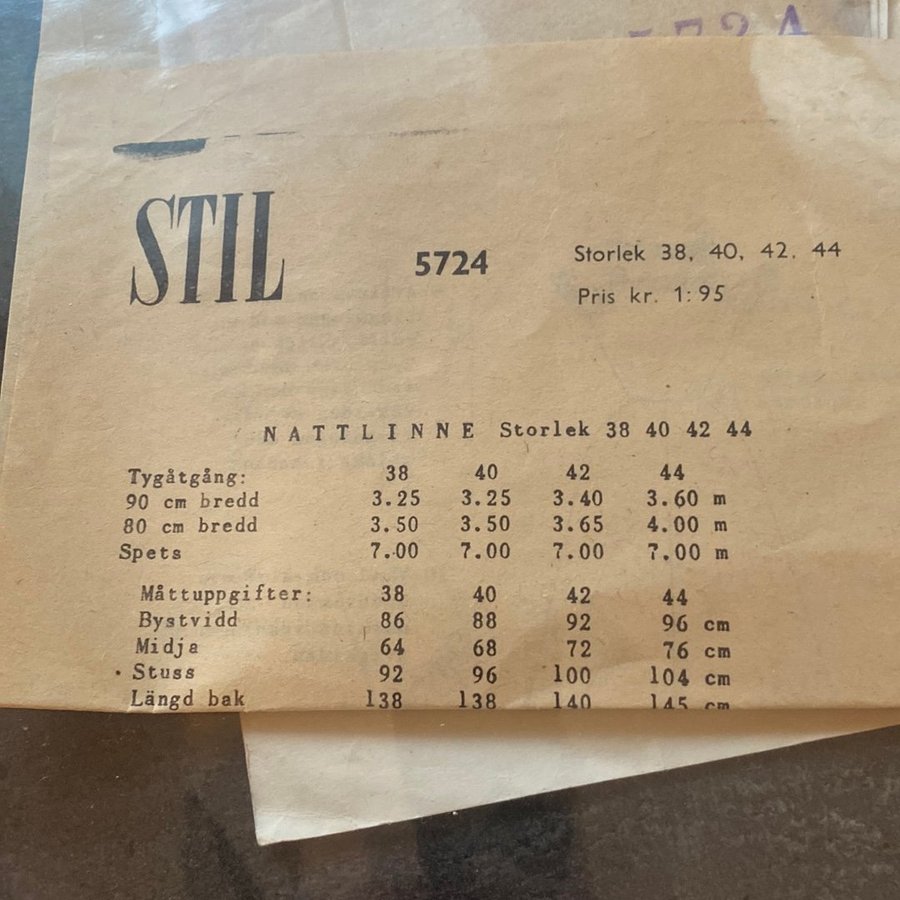 5724
STIL
5724
Storlek 38, 40, 42. 44
Pris kr. 1:95
NATTLINNE Storlek 38 40 42 44
Tygåtgång: 38 40 42 44
90 cm bredd 3.25 3.25 3.40 3.60 m
80 cm bredd 3.50 3.50 3.65 4.00 m
Spets 7.00 7.00 7.00 7.00 m
Måttuppgifter: 38 40 42 44
Bystvidd 86 88 92 96 cm
Midja 64 68 72 76 cm
Stuss 92 96 100 104 cm
Längd bak 138 138 140 145 cm